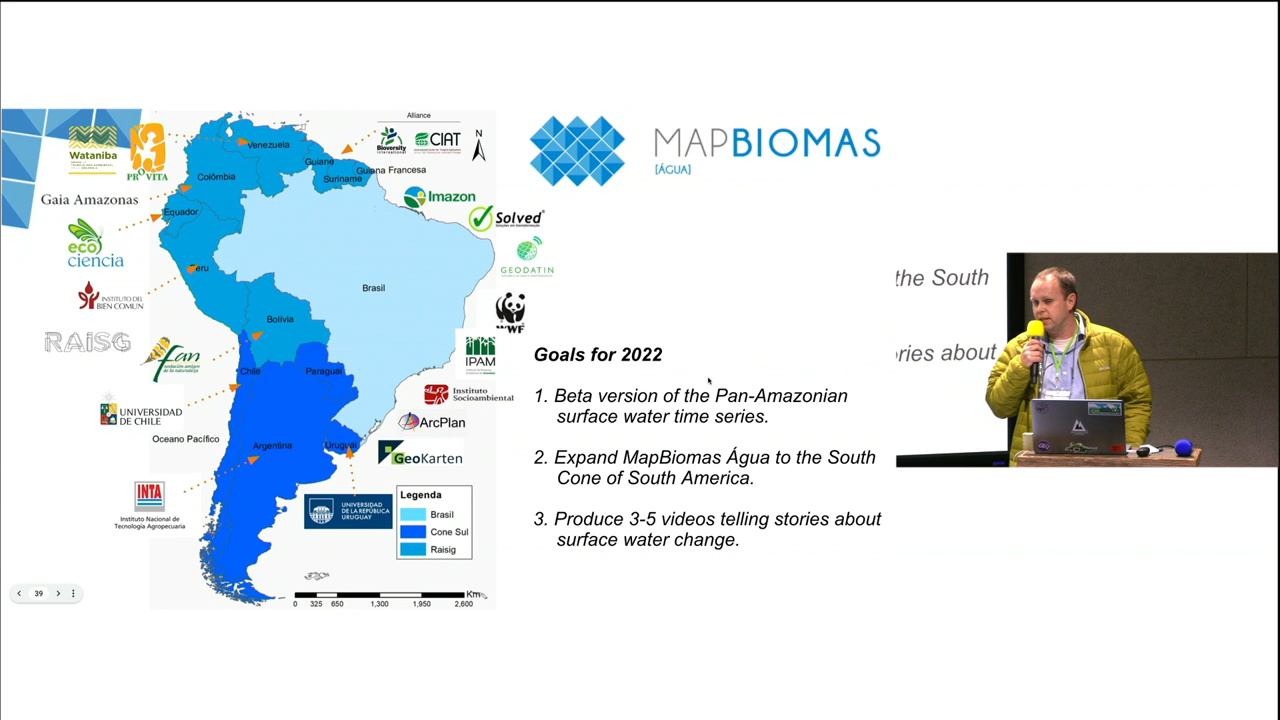 Alliance
Bioversity
INTERNATIONAL
CIAT
N
Wataniba
PROVITA
Gaia Amazonas
eco
ciencia
INSTITUTO DEL
BIEN COMUN
RAISG
fan
UNIVERSIDAD
DE CHILE
INTA
Instituto Nacional de
Tecnología Agropecuaria
Venezuela
Guiane
Suriname
Guiana Francesa
Colômbia
Equador
Peru
Brasil
Bolívia
Chile
Paraguai
Oceano Pacífico
Argentina
Uruguai
Imazon
Solved
GEODATIN
WWF
IPAM
Instituto
Socioambiental
ArcPlan
GeoKarten
UNIVERSIDAD
DE LA REPÚBLICA
URUGUAY
Legenda
Brasil
Cone Sul
Raisig
Km
0 325 650 1,300 1,950 2,600
39
MAPBIOMAS
[ÁGUA]
Goals for 2022
1. Beta version of the Pan-Amazonian
surface water time series.
2. Expand MapBiomas Água to the South
Cone of South America.
3. Produce 3-5 videos telling stories about
surface water change.
the South
ories about